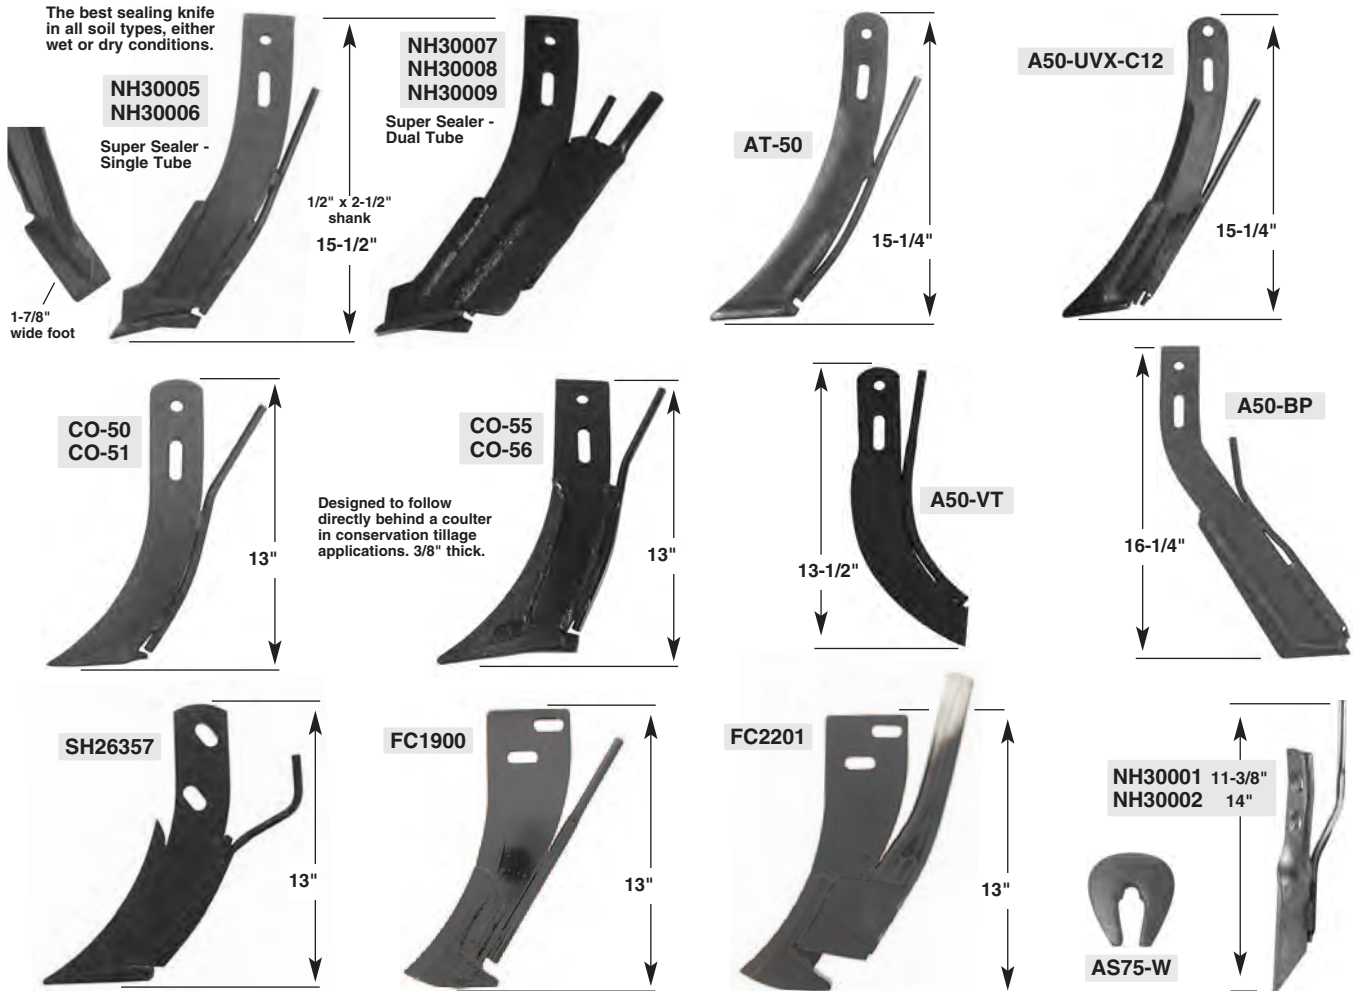 The best sealing knife
in all soil types, either
wet or dry conditions.
NH30005
NH30006
Super Sealer -
Single Tube
1-7/8"
wide foot
1/2" x 2-1/2"
shank
15-1/2"
NH30007
NH30008
NH30009
Super Sealer -
Dual Tube
AT-50
15-1/4"
A50-UVX-C12
15-1/4"
CO-50
CO-51
13"
Designed to follow
directly behind a coulter
in conservation tillage
applications. 3/8" thick.
CO-55
CO-56
13"
A50-VT
13-1/2"
A50-BP
16-1/4"
SH26357
13"
FC1900
13"
FC2201
13"
NH30001 11-3/8"
NH30002 14"
AS75-W